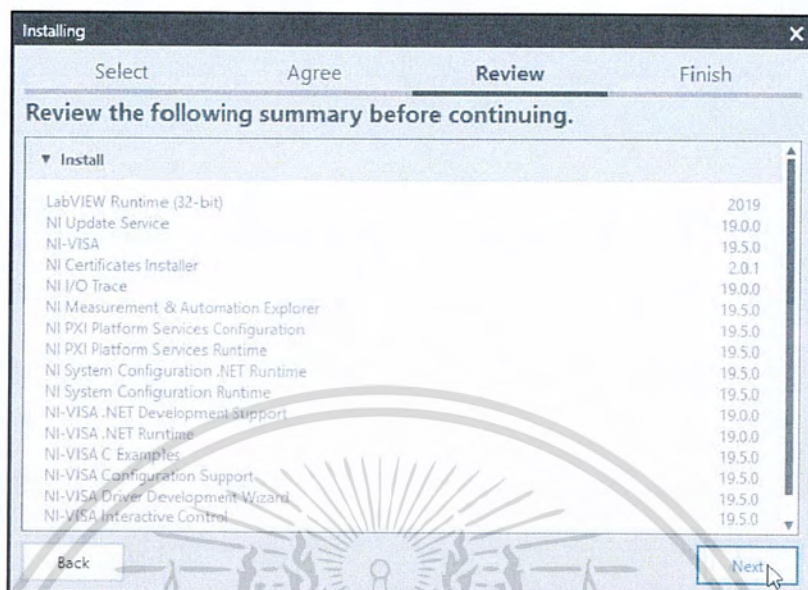 Installing
Select Agree Review Finish
Review the following summary before continuing.
▼ Install
LabVIEW Runtime (32-bit) 2019
NI Update Service 19.0.0
NI-VISA 19.5.0
NI Certificates Installer 2.0.1
NI I/O Trace 19.0.0
NI Measurement & Automation Explorer 19.5.0
NI PXI Platform Services Configuration 19.5.0
NI PXI Platform Services Runtime 19.5.0
NI System Configuration .NET Runtime 19.5.0
NI System Configuration Runtime 19.5.0
NI-VISA .NET Development Support 19.0.0
NI-VISA .NET Runtime 19.0.0
NI-VISA C Examples 19.5.0
NI-VISA Configuration Support 19.5.0
NI-VISA Driver Development Wizard 19.5.0
NI-VISA Interactive Control 19.5.0
Back Next